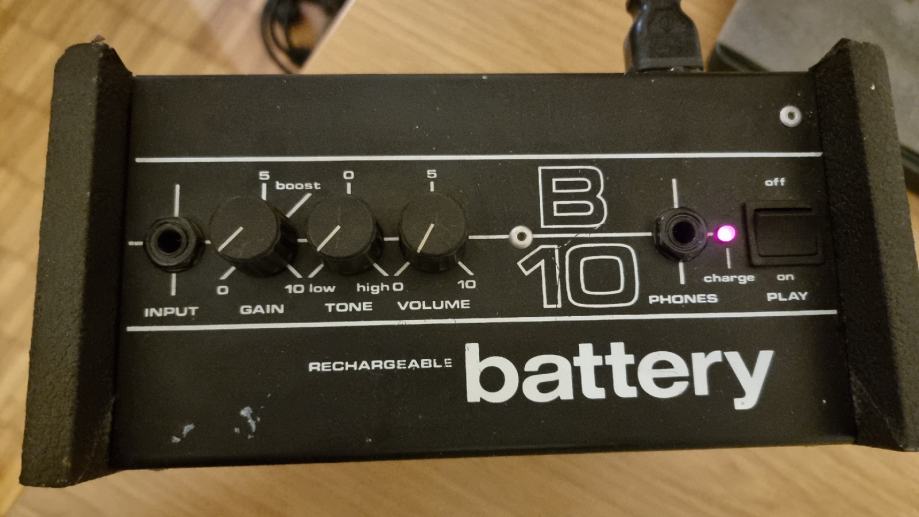 5 0 5 B off
boost
0 10 low high 0 10 10 charge on
INPUT GAIN TONE VOLUME PHONES PLAY
RECHARGEABLE battery